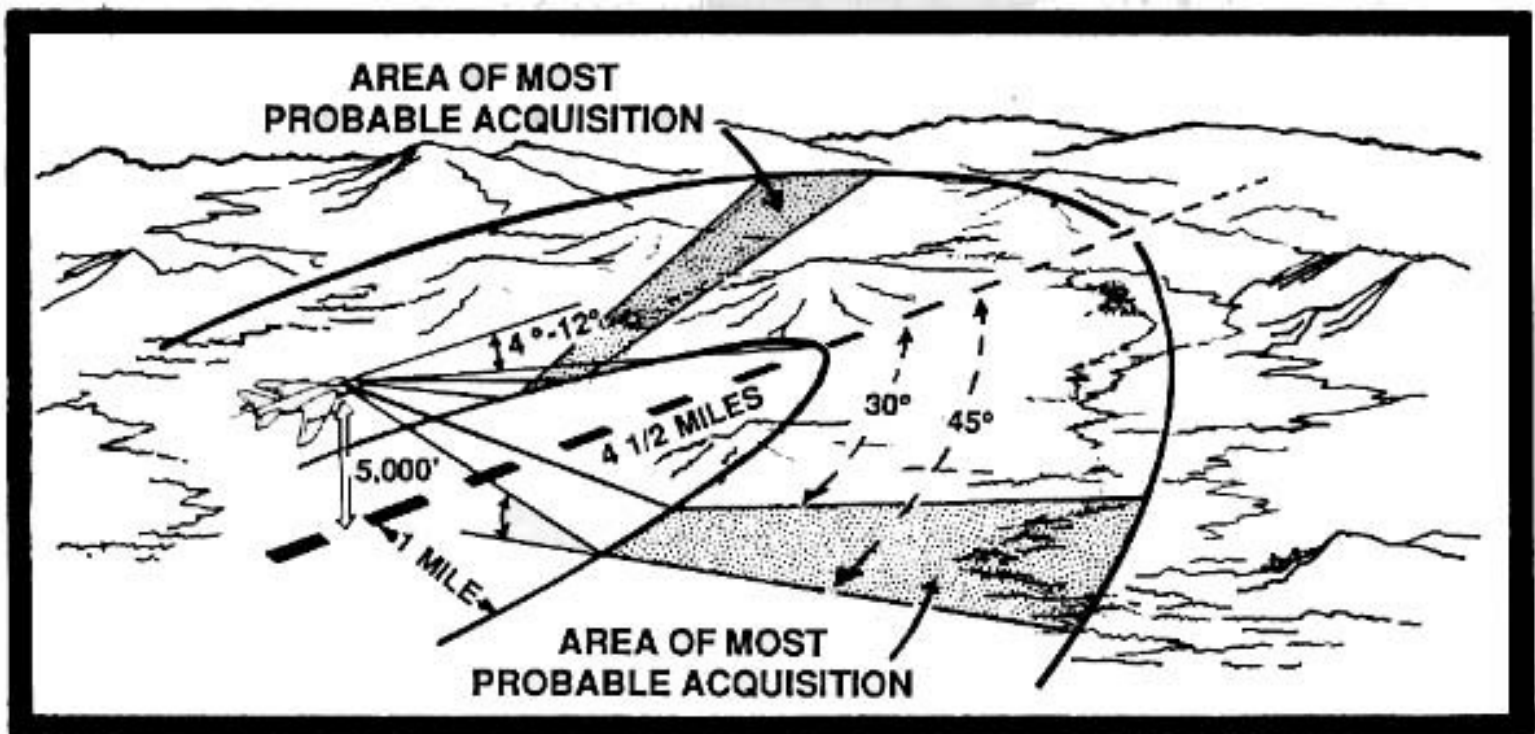 AREA OF MOST
PROBABLE ACQUISITION
4°-12°
30°
4 1/2 MILES
45°
5,000'
1 MILE
AREA OF MOST
PROBABLE ACQUISITION